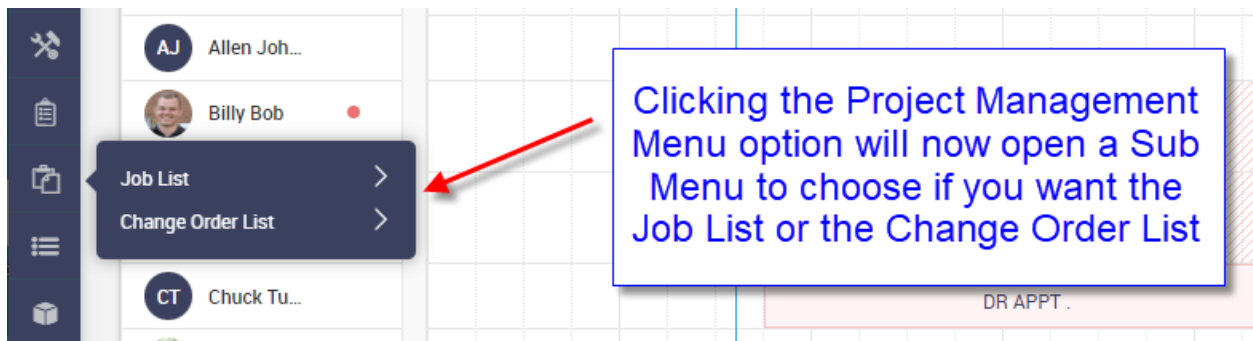 AJ Allen Joh...
Billy Bob
Job List
Change Order List
CT Chuck Tu...
Clicking the Project Management
Menu option will now open a Sub
Menu to choose if you want the
Job List or the Change Order List
DR APPT .